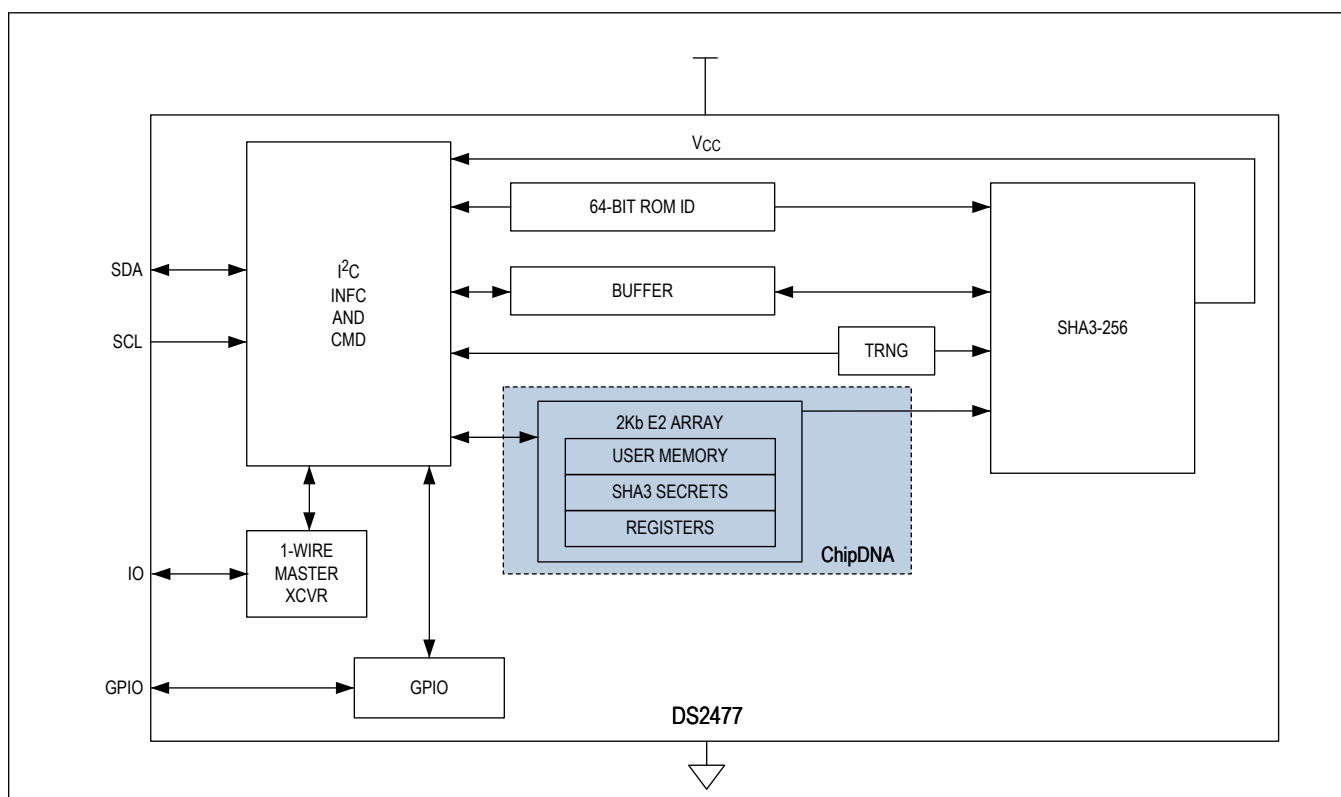 VCC
64-BIT ROM ID
SDA
I²C
INFC
AND
CMD
BUFFER
SHA3-256
SCL
TRNG
2Kb E2 ARRAY
USER MEMORY
SHA3 SECRETS
REGISTERS
ChipDNA
1-WIRE
MASTER
XCVR
IO
GPIO
GPIO
DS2477